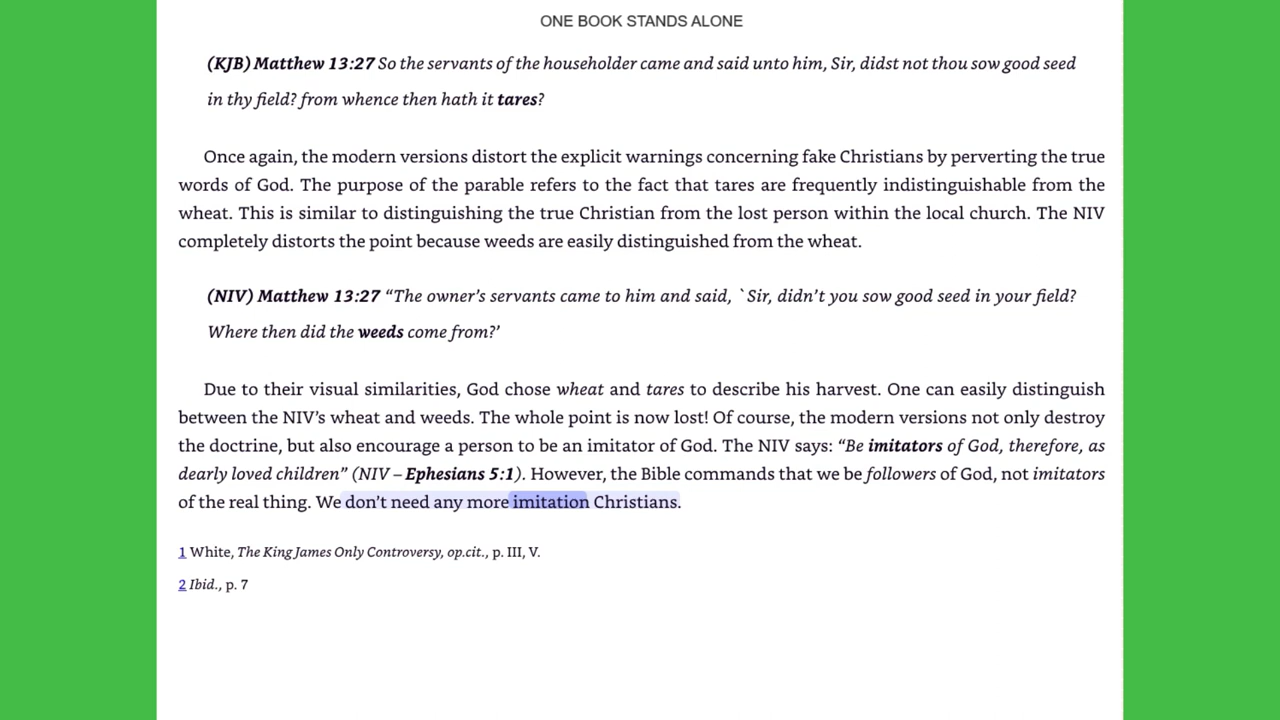 ONE BOOK STANDS ALONE
(KJB) Matthew 13:27 So the servants of the householder came and said unto him, Sir, didst not thou sow good seed
in thy field? from whence then hath it tares?
Once again, the modern versions distort the explicit warnings concerning fake Christians by perverting the true
words of God. The purpose of the parable refers to the fact that tares are frequently indistinguishable from the
wheat. This is similar to distinguishing the true Christian from the lost person within the local church. The NIV
completely distorts the point because weeds are easily distinguished from the wheat.
(NIV) Matthew 13:27 “The owner’s servants came to him and said, `Sir, didn’t you sow good seed in your field?
Where then did the weeds come from?’
Due to their visual similarities, God chose wheat and tares to describe his harvest. One can easily distinguish
between the NIV’s wheat and weeds. The whole point is now lost! Of course, the modern versions not only destroy
the doctrine, but also encourage a person to be an imitator of God. The NIV says: “Be imitators of God, therefore, as
dearly loved children” (NIV – Ephesians 5:1). However, the Bible commands that we be followers of God, not imitators
of the real thing. We don’t need any more imitation Christians.
1 White, The King James Only Controversy, op.cit., p. III, V.
2 Ibid., p. 7